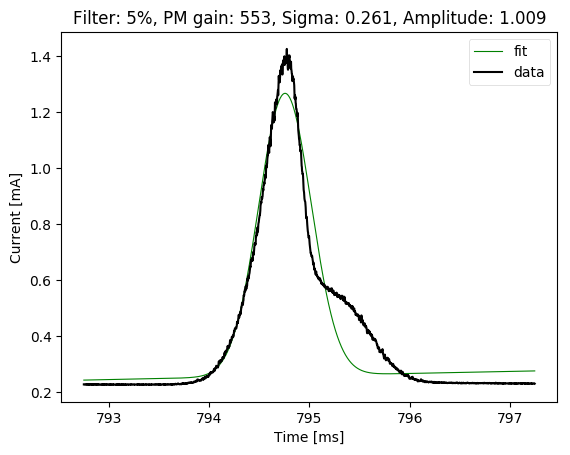 Filter: 5%, PM gain: 553, Sigma: 0.261, Amplitude: 1.009
fit
data
1.4
1.2
1.0
0.8
0.6
0.4
0.2
Current [mA]
793
794
795
796
797
Time [ms]